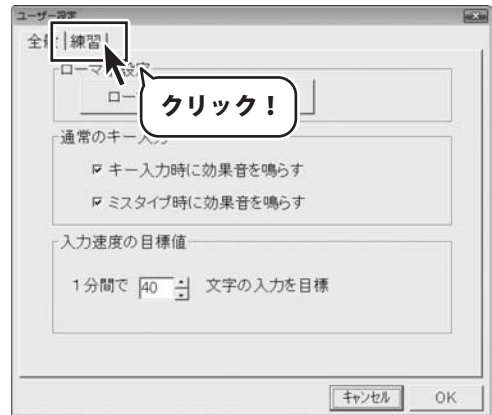 ユーザー設定
練習
クリック！
通常のキー入力
キー入力時に効果音を鳴らす
ミスタイプ時に効果音を鳴らす
入力速度の目標値
1分間で 40 文字の入力を目標
キャンセル OK